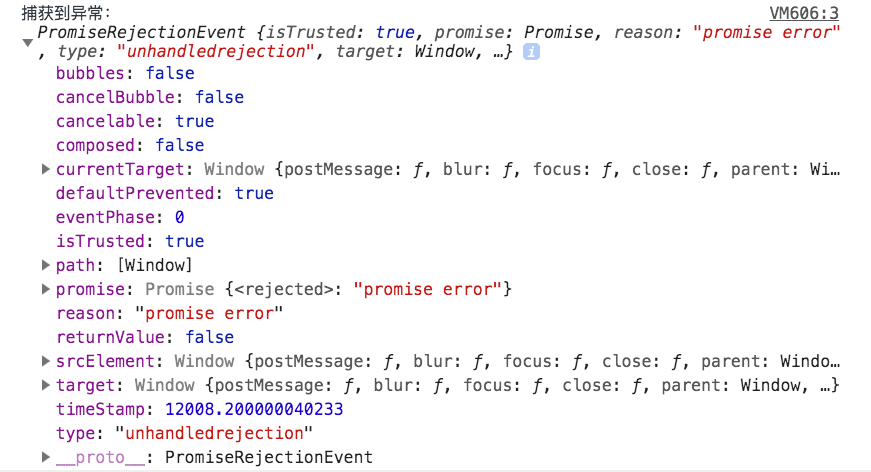 捕获到异常:
VM606:3
PromiseRejectionEvent {isTrusted: true, promise: Promise, reason: "promise error"
, type: "unhandledrejection", target: Window, …} i
bubbles: false
cancelBubble: false
cancelable: true
composed: false
currentTarget: Window {postMessage: ƒ, blur: ƒ, focus: ƒ, close: ƒ, parent: Wi…
defaultPrevented: true
eventPhase: 0
isTrusted: true
path: [Window]
promise: Promise {<rejected>: "promise error"}
reason: "promise error"
returnValue: false
srcElement: Window {postMessage: ƒ, blur: ƒ, focus: ƒ, close: ƒ, parent: Windo…
target: Window {postMessage: ƒ, blur: ƒ, focus: ƒ, close: ƒ, parent: Window, …}
timeStamp: 12008.200000040233
type: "unhandledrejection"
__proto__: PromiseRejectionEvent